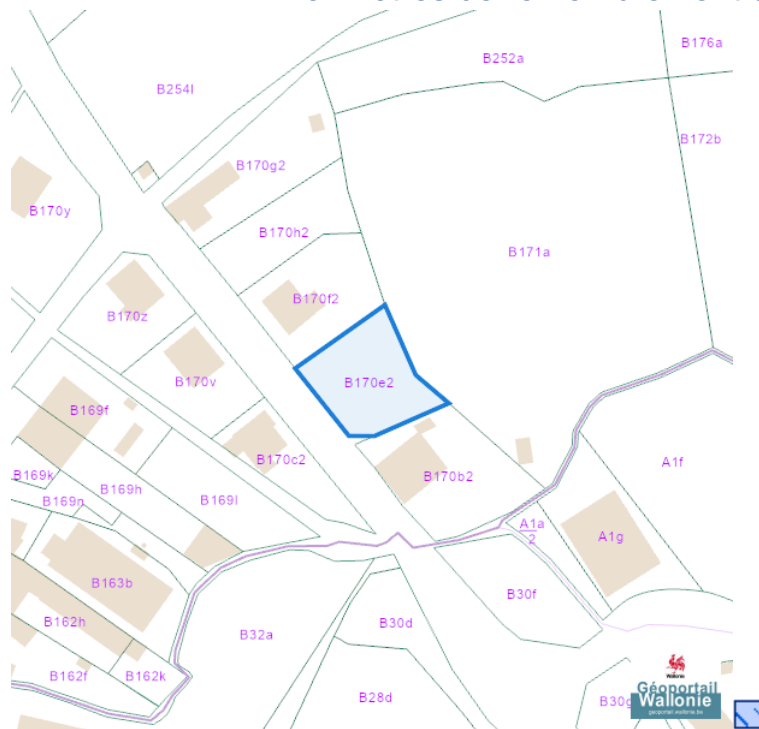 B176a
B252a
B254l
B172b
B170g2
B170y
B170h2
B171a
B170f2
B170z
B170e2
B170v
B169f
B170c2
A1f
B169k
B170b2
B169h
B169l
B169n
A1a
2
A1g
B163b
B30f
B162h
B32a
B30d
B162f
B162k
B28d
B30g
Wallonie
Géoportail
Wallonie
geoportail.wallonie.be